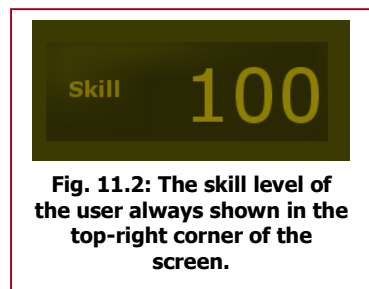 Skill 100
Fig. 11.2: The skill level of
the user always shown in the
top-right corner of the
screen.